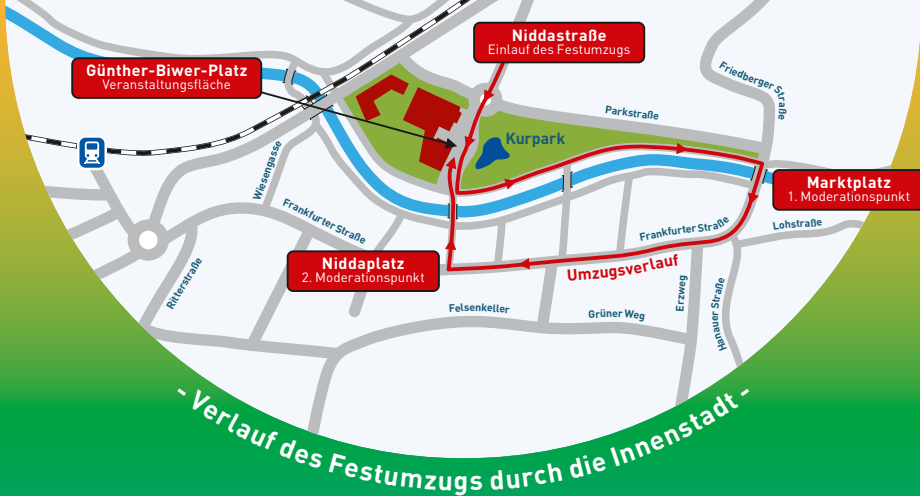 Niddastraße
Einlauf des Festumzugs
Günther-Biwer-Platz
Veranstaltungsfläche
Friedberger Straße
Parkstraße
Kurpark
Wiesengasse
Marktplatz
1. Moderationspunkt
Frankfurter Straße
Frankfurter Straße
Lohstraße
Niddaplatz
2. Moderationspunkt
Umzugsverlauf
Ritterstraße
Erzweg
Hanauer Straße
Felsenkeller
Grüner Weg
- Verlauf des Festumzugs durch die Innenstadt -